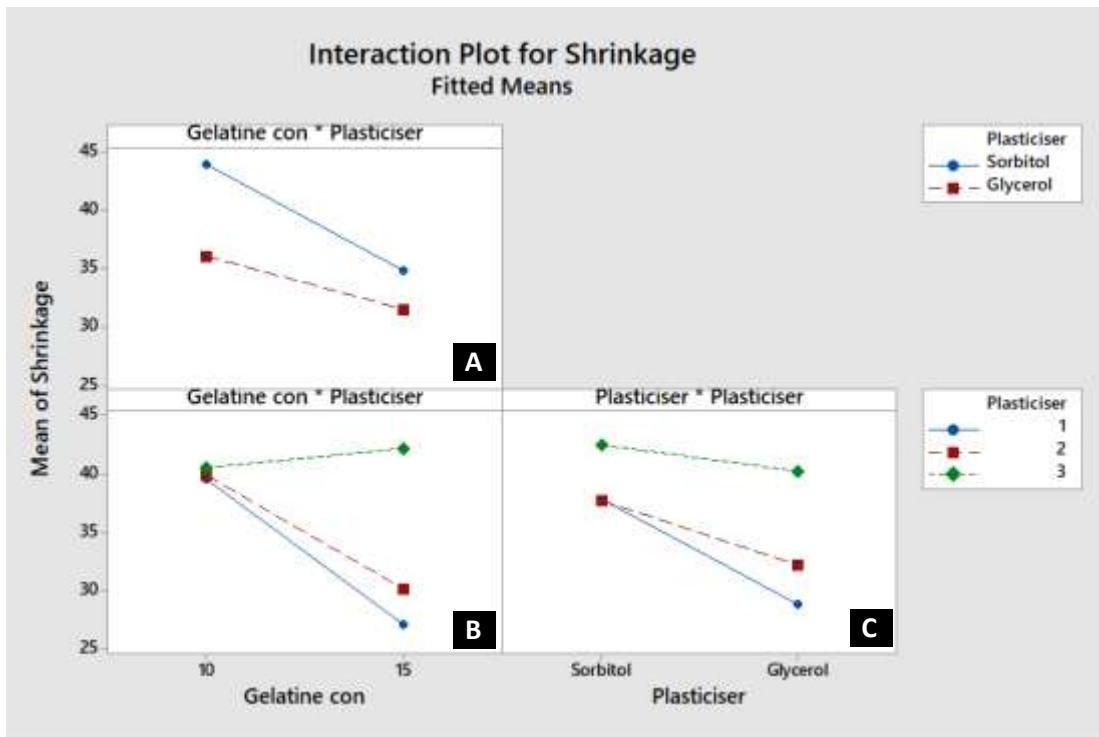 Interaction Plot for Shrinkage
Fitted Means
Gelatine con * Plasticiser
45
40
35
30
25
A
Plasticiser
Sorbitol
Glycerol
Mean of Shrinkage
Gelatine con * Plasticiser
Plasticiser * Plasticiser
45
40
35
30
25
B
C
Plasticiser
1
2
3
10
15
Sorbitol
Glycerol
Gelatine con
Plasticiser